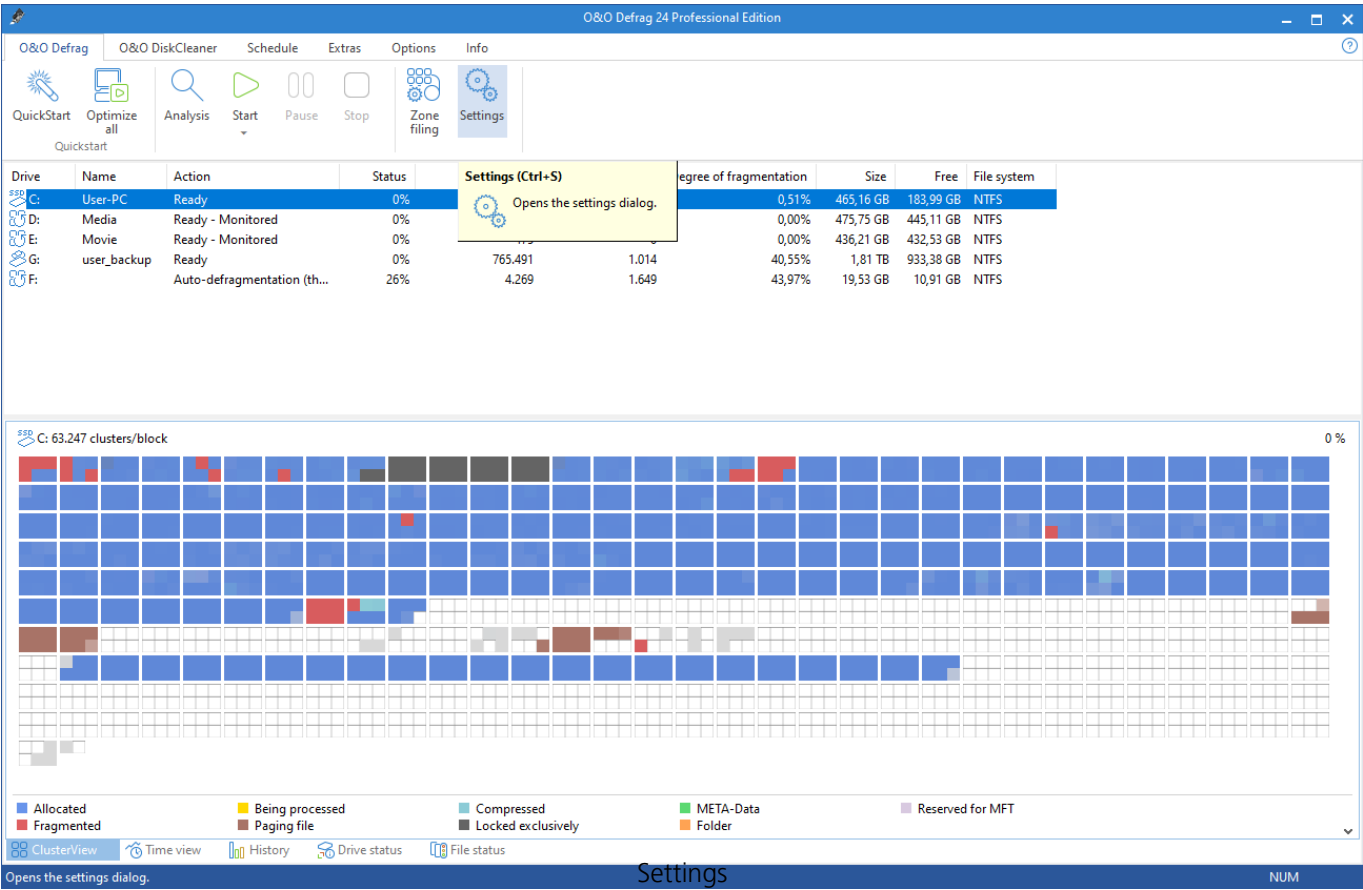 O&O Defrag 24 Professional Edition
O&O Defrag O&O DiskCleaner Schedule Extras Options Info
QuickStart Optimize all Analysis Start Pause Stop Zone filing Settings
Quickstart
Drive Name Action Status egree of fragmentation Size Free File system
Settings (Ctrl+S)
Opens the settings dialog.
SSD C: User-PC Ready 0% 0,51% 465,16 GB 183,99 GB NTFS
D: Media Ready - Monitored 0% 0,00% 475,75 GB 445,11 GB NTFS
E: Movie Ready - Monitored 0% 0,00% 436,21 GB 432,53 GB NTFS
G: user_backup Ready 0% 765.491 1.014 40,55% 1,81 TB 933,38 GB NTFS
F: Auto-defragmentation (th... 26% 4.269 1.649 43,97% 19,53 GB 10,91 GB NTFS
SSD C: 63.247 clusters/block 0 %
Allocated Being processed Compressed META-Data Reserved for MFT
Fragmented Paging file Locked exclusively Folder
ClusterView Time view History Drive status File status
Opens the settings dialog. Settings NUM